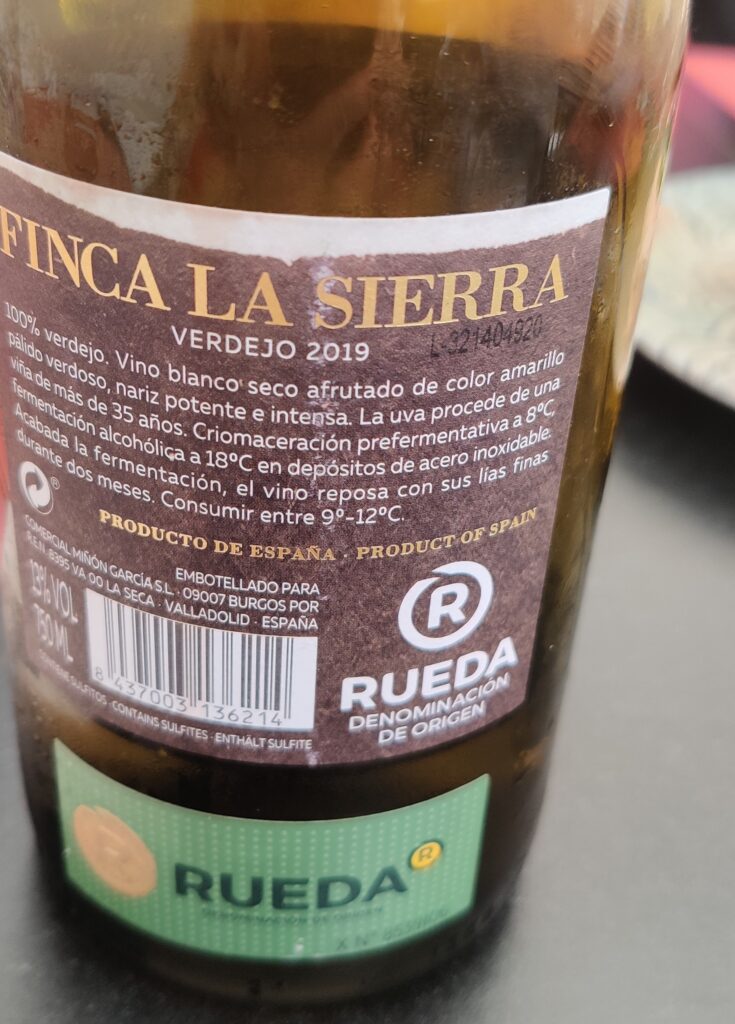 FINCA LA SIERRA
VERDEJO 2019
L-321404920
100% verdejo. Vino blanco seco afrutado de color amarillo
pálido verdoso, nariz potente e intensa. La uva procede de una
viña de más de 35 años. Criomaceración prefermentativa a 8ºC,
fermentación alcohólica a 18ºC en depósitos de acero inoxidable.
Acabada la fermentación, el vino reposa con sus lías finas
durante dos meses. Consumir entre 9º-12ºC.
PRODUCTO DE ESPAÑA · PRODUCT OF SPAIN
EMBOTELLADO PARA
COMERCIAL MIÑÓN GARCÍA S.L · 09007 BURGOS POR
R.E.N. 8395 VA 00 LA SECA · VALLADOLID · ESPAÑA
13% VOL
750 ML
8 437003 136214
CONTIENE SULFITOS · CONTAINS SULFITES · ENTHÄLT SULFITE
R
RUEDA
DENOMINACIÓN
DE ORIGEN
R
RUEDA R
DENOMINACIÓN DE ORIGEN
X Nº